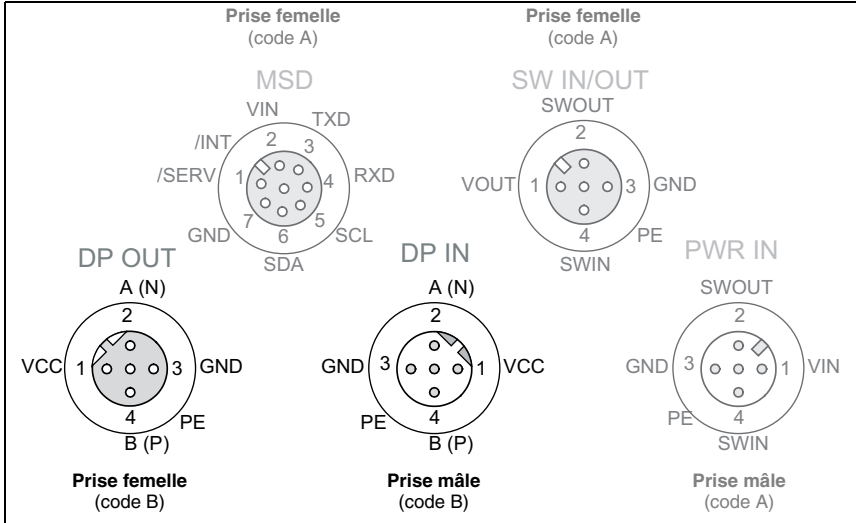 Prise femelle
(code A)
Prise femelle
(code A)
MSD
VIN
TXD
/INT
2
3
/SERV
1
4
RXD
7
5
GND
6
SCL
SDA
SW IN/OUT
SWOUT
2
VOUT
1
3
GND
4
PE
SWIN
DP OUT
A (N)
2
VCC
1
3
GND
4
PE
B (P)
Prise femelle
(code B)
DP IN
A (N)
2
GND
3
1
VCC
PE
4
B (P)
Prise mâle
(code B)
PWR IN
SWOUT
2
GND
3
1
VIN
PE
4
SWIN
Prise mâle
(code A)